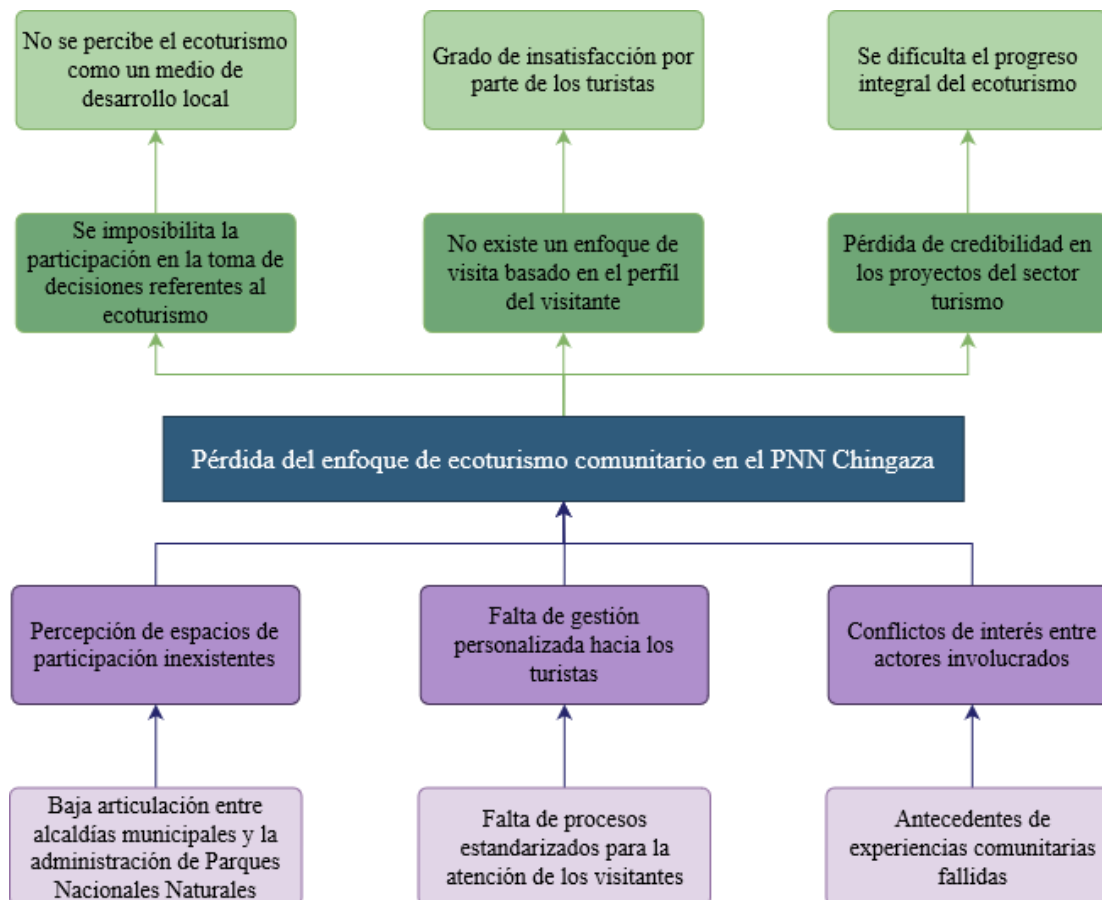 No se percibe el ecoturismo
como un medio de
desarrollo local
Grado de insatisfacción por
parte de los turistas
Se dificulta el progreso
integral del ecoturismo
Se imposibilita la
participación en la toma de
decisiones referentes al
ecoturismo
No existe un enfoque de
visita basado en el perfil
del visitante
Pérdida de credibilidad en
los proyectos del sector
turismo
Pérdida del enfoque de ecoturismo comunitario en el PNN Chingaza
Percepción de espacios de
participación inexistentes
Falta de gestión
personalizada hacia los
turistas
Conflictos de interés entre
actores involucrados
Baja articulación entre
alcaldías municipales y la
administración de Parques
Nacionales Naturales
Falta de procesos
estandarizados para la
atención de los visitantes
Antecedentes de
experiencias comunitarias
fallidas